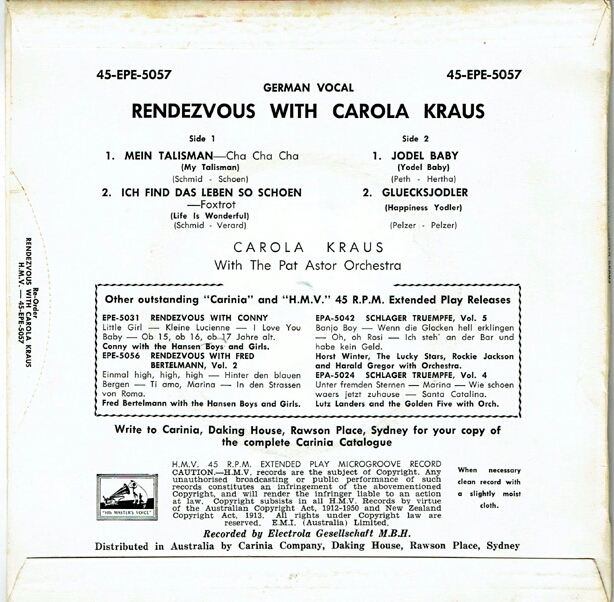 45-EPE-5057
45-EPE-5057
GERMAN VOCAL
RENDEZVOUS WITH CAROLA KRAUS
Side 1
1. MEIN TALISMAN—Cha Cha Cha
(My Talisman)
(Schmid - Schoen)
2. ICH FIND DAS LEBEN SO SCHOEN
—Foxtrot
(Life Is Wonderful)
(Schmid - Verard)
Side 2
1. JODEL BABY
(Yodel Baby)
(Peth - Hertha)
2. GLUECKSJODLER
(Happiness Yodler)
(Pelzer - Pelzer)
CAROLA KRAUS
With The Pat Astor Orchestra
Other outstanding "Carinia" and "H.M.V." 45 R.P.M. Extended Play Releases
EPE-5031 RENDEZVOUS WITH CONNY
Little Girl — Kleine Lucienne — I Love You
Baby — Ob 15, ob 16, ob 17 Jahre alt.
Conny with the Hansen Boys and Girls.
EPE-5056 RENDEZVOUS WITH FRED
BERTELMANN, Vol. 2
Einmal high, high, high — Hinter den blauen
Bergen — Ti amo, Marina — In den Strassen
von Roma.
Fred Bertelmann with the Hansen Boys and Girls.
EPA-5042 SCHLAGER TRUEMPFE, Vol. 5
Banjo Boy — Wenn die Glocken hell erklingen
— Oh, oh Rosi — Ich steh' an der Bar und
habe kein Geld.
Horst Winter, The Lucky Stars, Rockie Jackson
and Harald Gregor with Orchestra.
EPA-5024 SCHLAGER TRUEMPFE, Vol. 4
Unter fremden Sternen — Marina — Wie schoen
waers jetzt zuhause — Santa Catalina.
Lutz Landers and the Golden Five with Orch.
Write to Carinia, Daking House, Rawson Place, Sydney for your copy of
the complete Carinia Catalogue
"HIS MASTER'S VOICE"
H.M.V. 45 R.P.M. EXTENDED PLAY MICROGROOVE RECORD
CAUTION.—H.M.V. records are the subject of Copyright. Any
unauthorised broadcasting or public performance of such
records constitutes an infringement of the abovementioned
Copyright, and will render the infringer liable to an action
at law. Copyright subsists in all H.M.V. Records by virtue
of the Australian Copyright Act, 1912-1950 and New Zealand
Copyright Act, 1913. All rights under Copyright law are
reserved. E.M.I. (Australia) Limited.
When necessary
clean record with
a slightly moist
cloth.
Recorded by Electrola Gesellschaft M.B.H.
Distributed in Australia by Carinia Company, Daking House, Rawson Place, Sydney
Re-Order
RENDEZVOUS WITH CAROLA KRAUS
H.M.V. — 45-EPE-5057